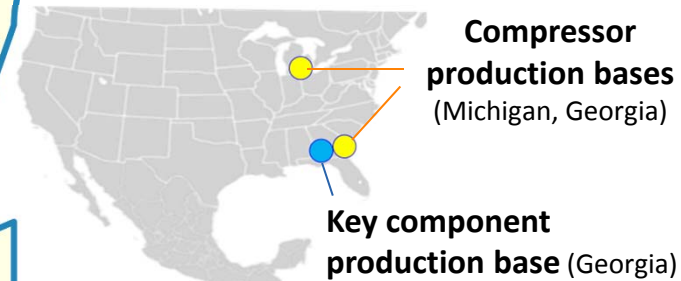 Compressor
production bases
(Michigan, Georgia)
Key component
production base (Georgia)